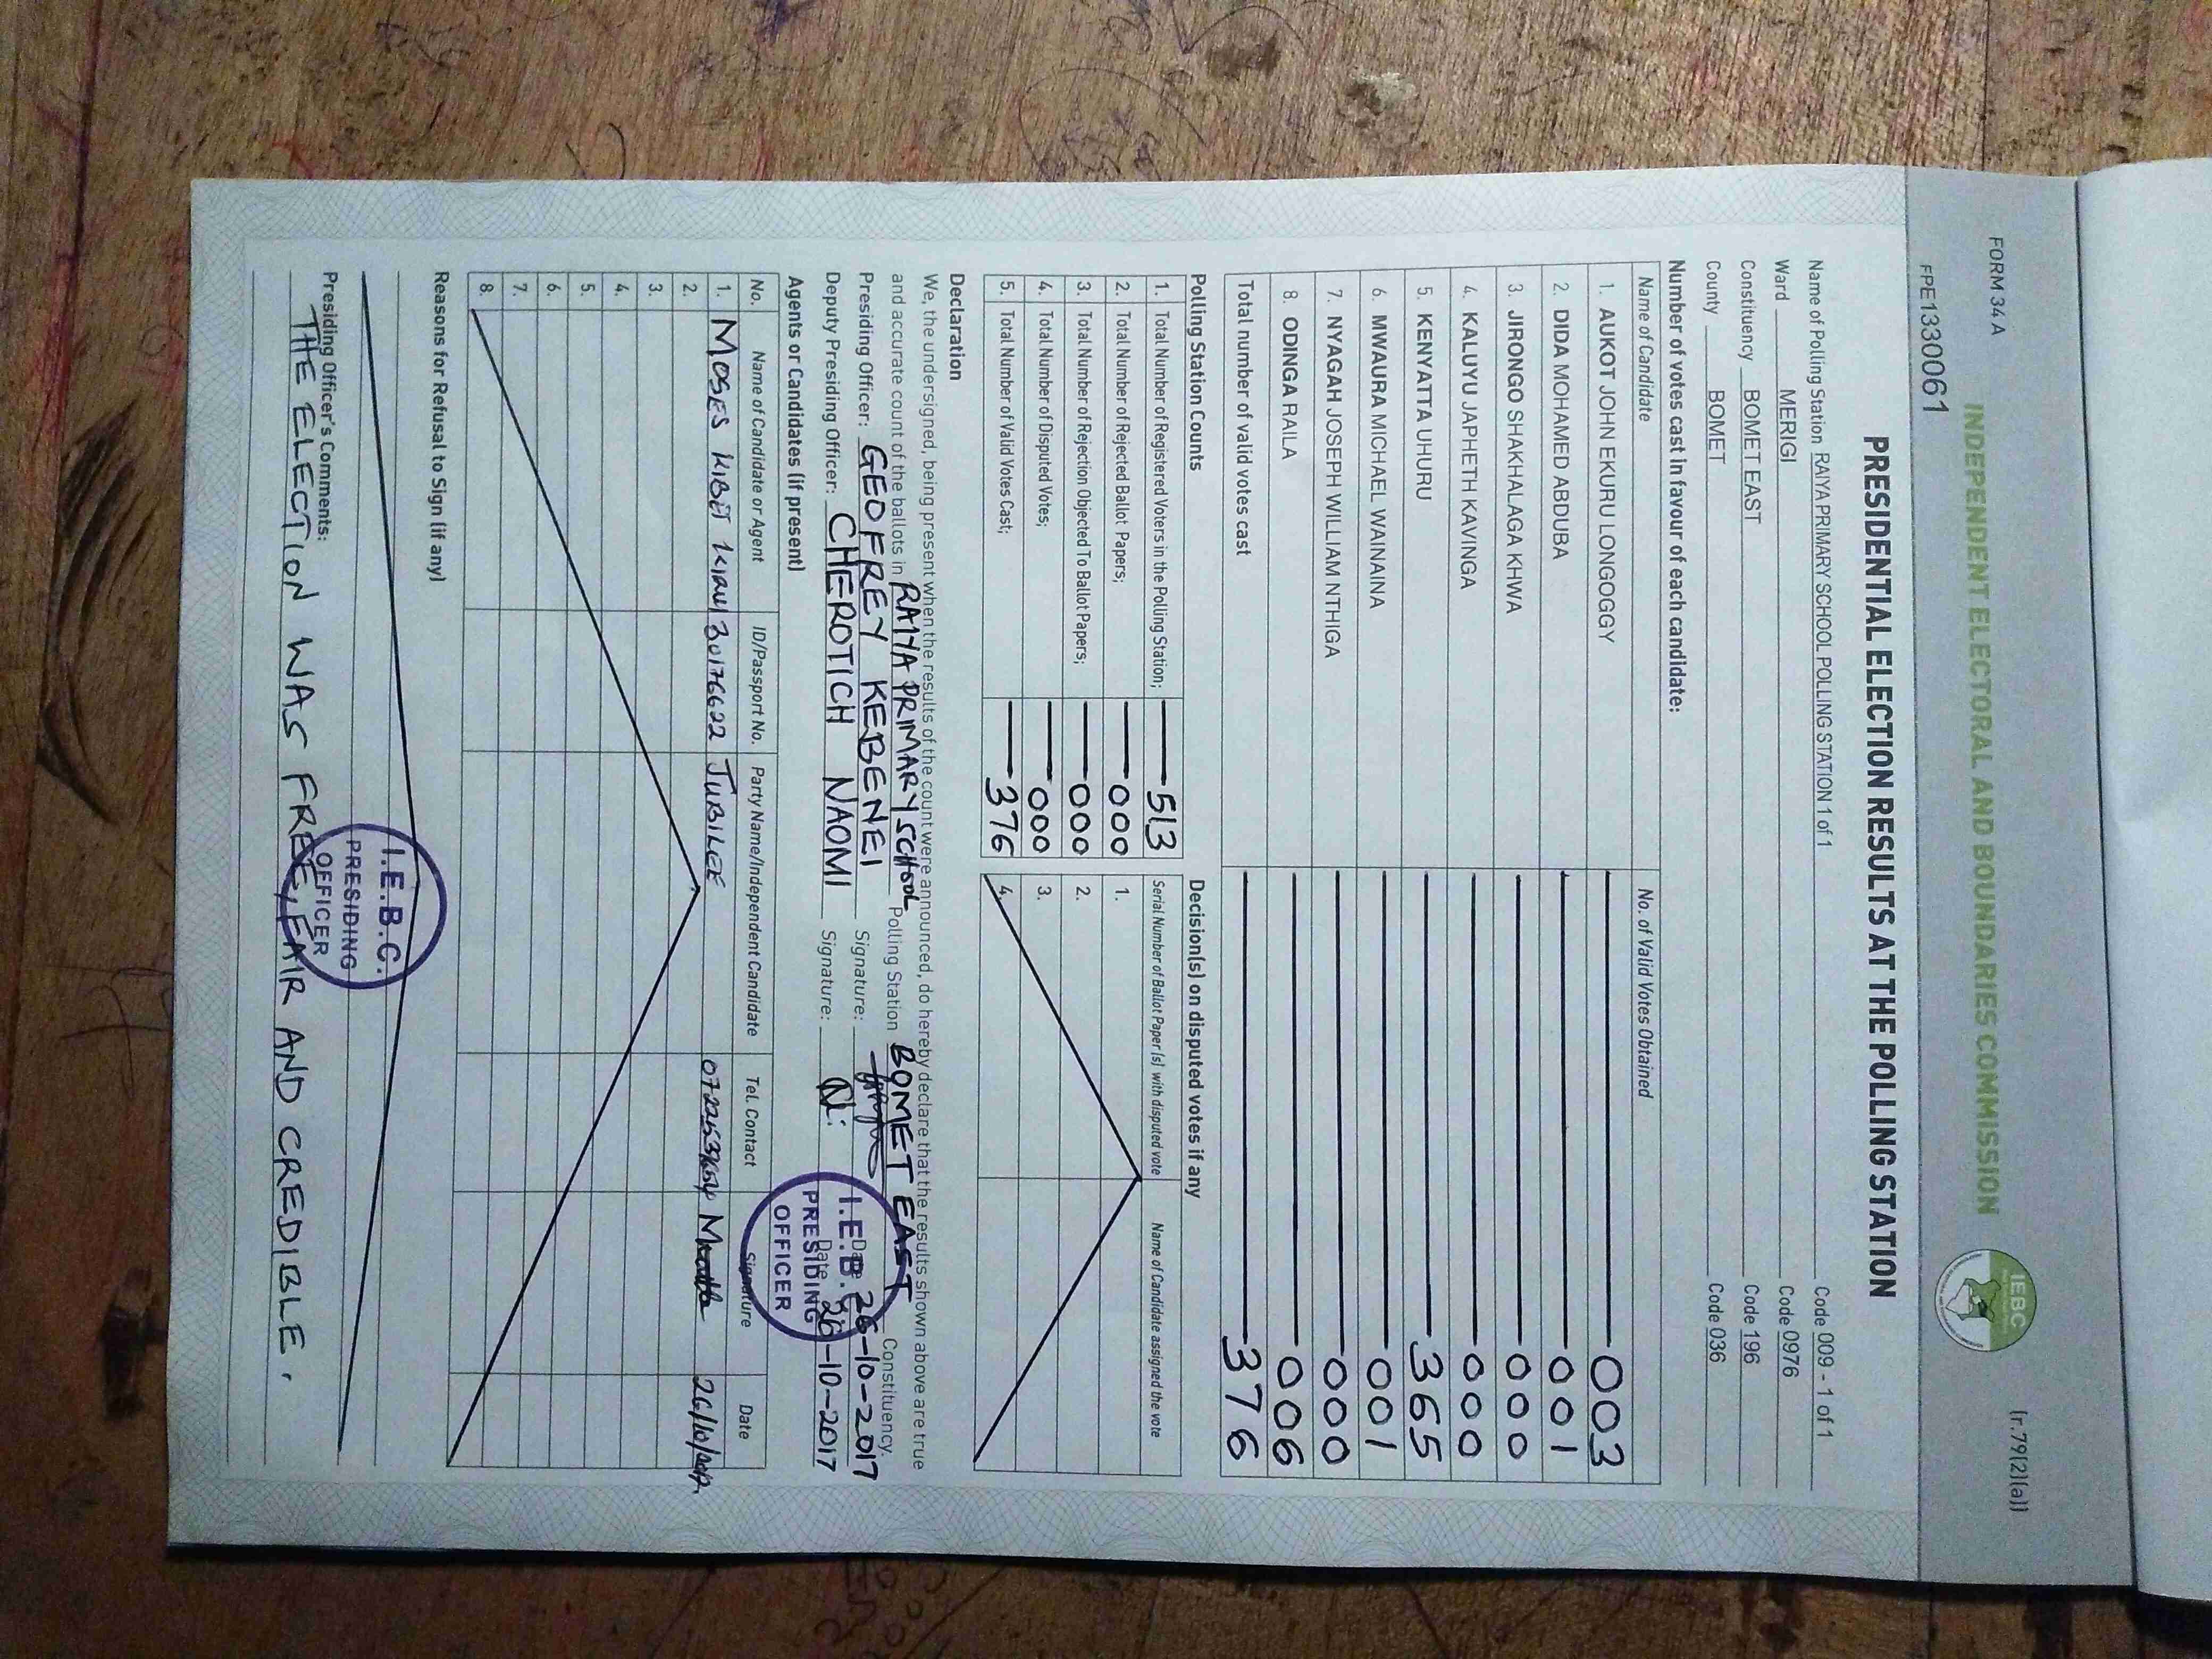 FORM 34 A
(r.79(2)(a))
INDEPENDENT ELECTORAL AND BOUNDARIES COMMISSION
IEBC
FPE1330061
PRESIDENTIAL ELECTION RESULTS AT THE POLLING STATION
Name of Polling Station RAIYA PRIMARY SCHOOL POLLING STATION 1 of 1 Code 009 - 1 of 1
Ward MERIGI Code 0976
Constituency BOMET EAST Code 196
County BOMET Code 036
Number of votes cast in favour of each candidate:
Name of Candidate No. of Valid Votes Obtained
1. AUKOT JOHN EKURU LONGOGGY 003
2. DIDA MOHAMED ABDUBA 001
3. JIRONGO SHAKHALAGA KHWA 000
4. KALUYU JAPHETH KAVINGA 000
5. KENYATTA UHURU 365
6. MWAURA MICHAEL WAINAINA 001
7. NYAGAH JOSEPH WILLIAM NTHIGA 000
8. ODINGA RAILA 006
Total number of valid votes cast 376
Polling Station Counts
1. Total Number of Registered Voters in the Polling Station; 513
2. Total Number of Rejected Ballot Papers; 000
3. Total Number of Rejection Objected To Ballot Papers; 000
4. Total Number of Disputed Votes; 000
5. Total Number of Valid Votes Cast; 376
Decision(s) on disputed votes if any
Serial Number of Ballot Paper (s) with disputed vote Name of Candidate assigned the vote
1.
2.
3.
4.
Declaration
We, the undersigned, being present when the results of the count were announced, do hereby declare that the results shown above are true
and accurate count of the ballots in RAIYA PRIMARY SCHOOL Polling Station BOMET EAST Constituency.
Presiding Officer: GEOFREY KEBENEI Signature: Date 26-10-2017
Deputy Presiding Officer: CHEROTICH NAOMI Signature: Date 26-10-2017
I.E.B.C.
PRESIDING
OFFICER
Agents or Candidates (if present)
No. Name of Candidate or Agent ID/Passport No. Party Name/Independent Candidate Tel. Contact Signature Date
1. MOSES KIBET 30176622 JUBILEE
2.
3.
4.
5.
6.
7.
8.
Reasons for Refusal to Sign (if any)
I.E.B.C.
PRESIDING
OFFICER
Presiding Officer's Comments:
THE ELECTION WAS FREE, FAIR AND CREDIBLE.